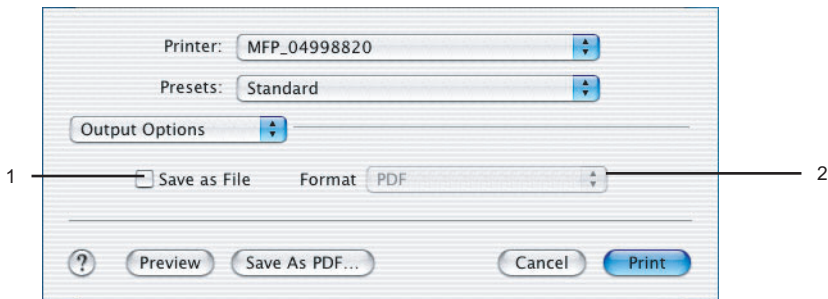 Printer: MFP_04998820
Presets: Standard
Output Options
1 Save as File Format PDF 2
? Preview Save As PDF... Cancel Print